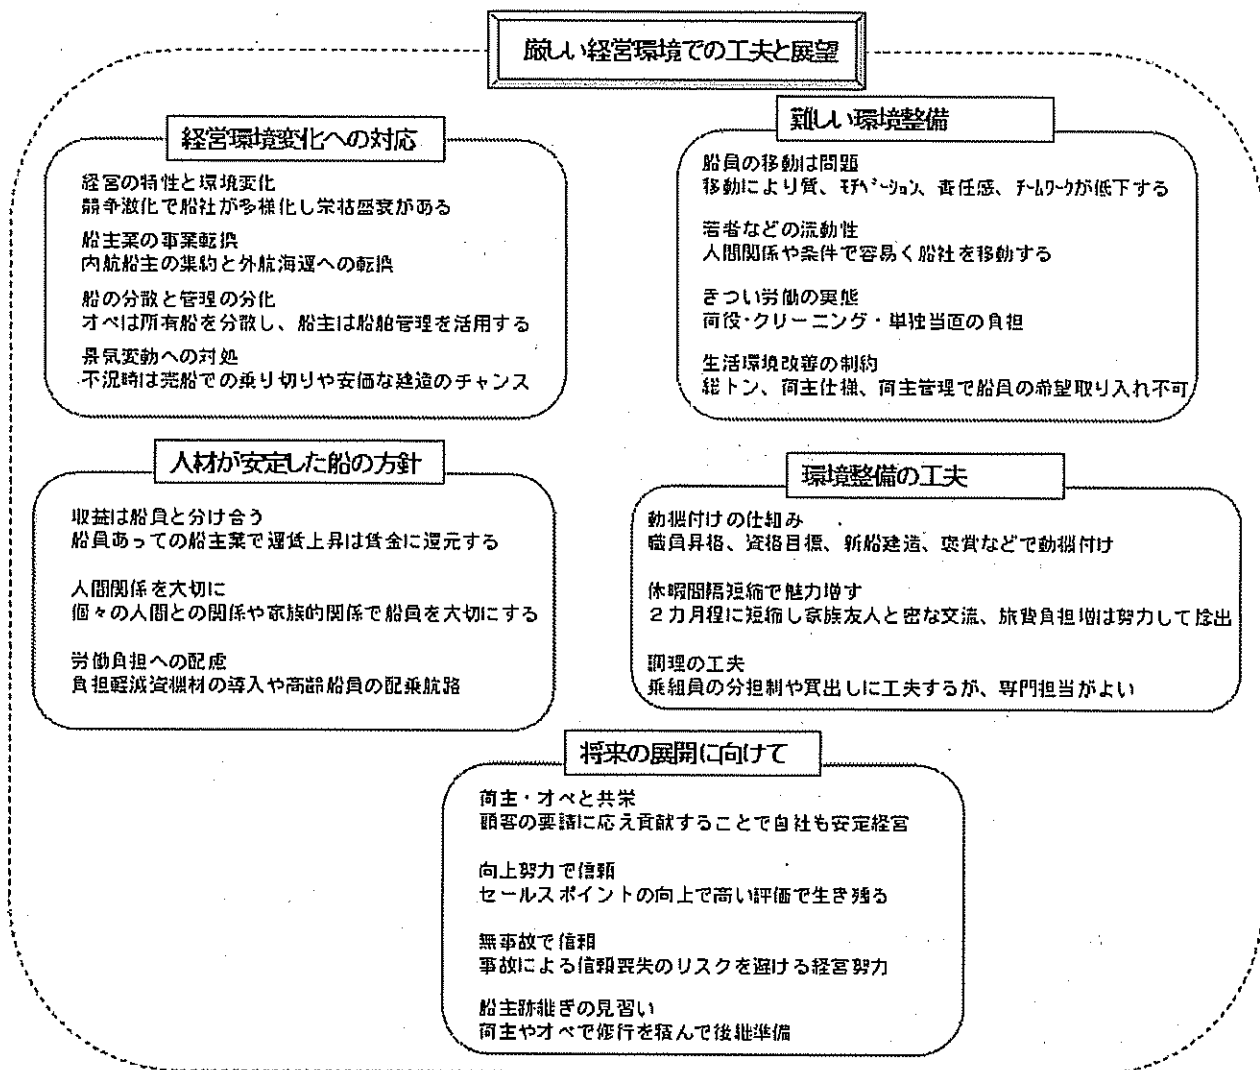 厳しい経営環境での工夫と展望
経営環境変化への対応
経営の特性と環境変化
競争激化で船社が多様化し栄枯盛衰がある
船主業の事業転換
内航船主の集約と外航海運への転換
船の分散と管理の分化
オペは所有船を分散し、船主は船舶管理を活用する
景気変動への対処
不況時は売船での乗り切りや安価な建造のチャンス
難しい環境整備
船員の移動は問題
移動により質、モチベーション、責任感、チームワークが低下する
若者などの流動性
人間関係や条件で容易く船社を移動する
きつい労働の実態
荷役・クリーニング・単独当直の負担
生活環境改善の制約
総トン、荷主仕様、荷主管理で船員の希望取り入れ不可
人材が安定した船の方針
収益は船員と分け合う
船員あっての船主業で運賃上昇は賃金に還元する
人間関係を大切に
個々の人間との関係や家族的関係で船員を大切にする
労働負担への配慮
負担軽減資機材の導入や高齢船員の配乗航路
環境整備の工夫
動機付けの仕組み
職員昇格、資格目標、新船建造、褒賞などで動機付け
休暇間隔短縮で魅力増す
2カ月程に短縮し家族友人と密な交流、旅費負担増は努力して捻出
調理の工夫
乗組員の分担制や買出しに工夫するが、専門担当がよい
将来の展開に向けて
荷主・オペと共栄
顧客の要請に応え貢献することで自社も安定経営
向上努力で信頼
セールスポイントの向上で高い評価で生き残る
無事故で信頼
事故による信頼喪失のリスクを避ける経営努力
船主跡継ぎの見習い
荷主やオペで修行を積んで後継準備